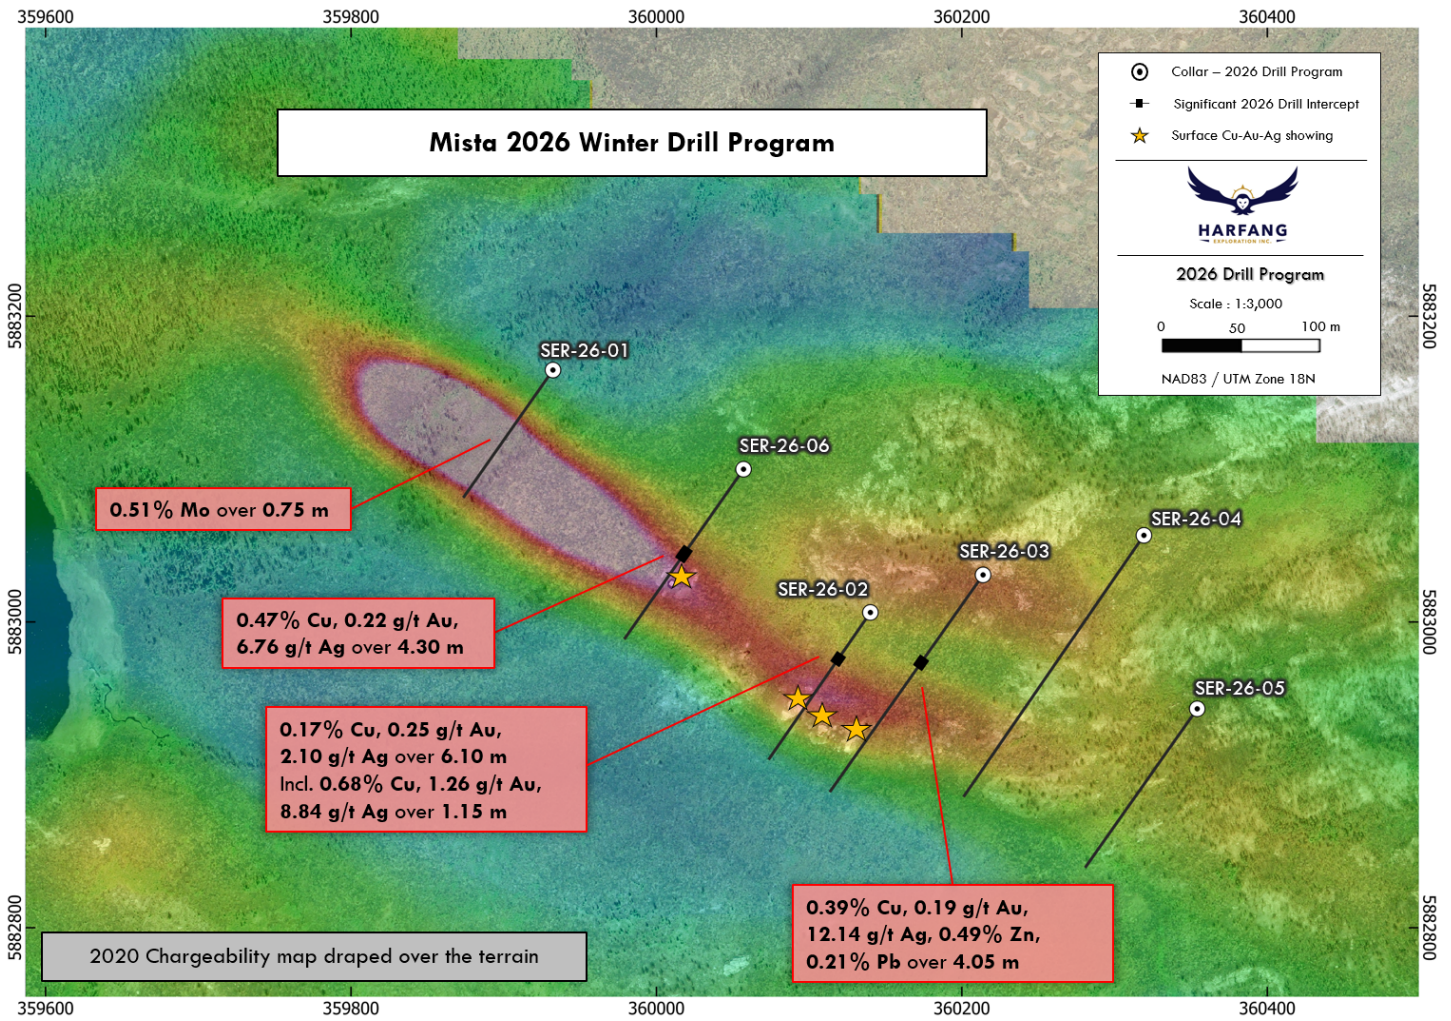 359600
359800
360000
360200
360400
Mista 2026 Winter Drill Program
Collar – 2026 Drill Program
Significant 2026 Drill Intercept
Surface Cu-Au-Ag showing
HARFANG
EXPLORATION INC.
2026 Drill Program
Scale : 1:3,000
0 50 100 m
NAD83 / UTM Zone 18N
5883200
5883200
SER-26-01
SER-26-06
0.51% Mo over 0.75 m
SER-26-04
SER-26-03
SER-26-02
5883000
5883000
0.47% Cu, 0.22 g/t Au,
6.76 g/t Ag over 4.30 m
SER-26-05
0.17% Cu, 0.25 g/t Au,
2.10 g/t Ag over 6.10 m
Incl. 0.68% Cu, 1.26 g/t Au,
8.84 g/t Ag over 1.15 m
0.39% Cu, 0.19 g/t Au,
12.14 g/t Ag, 0.49% Zn,
0.21% Pb over 4.05 m
5882800
5882800
2020 Chargeability map draped over the terrain
359600
359800
360000
360200
360400